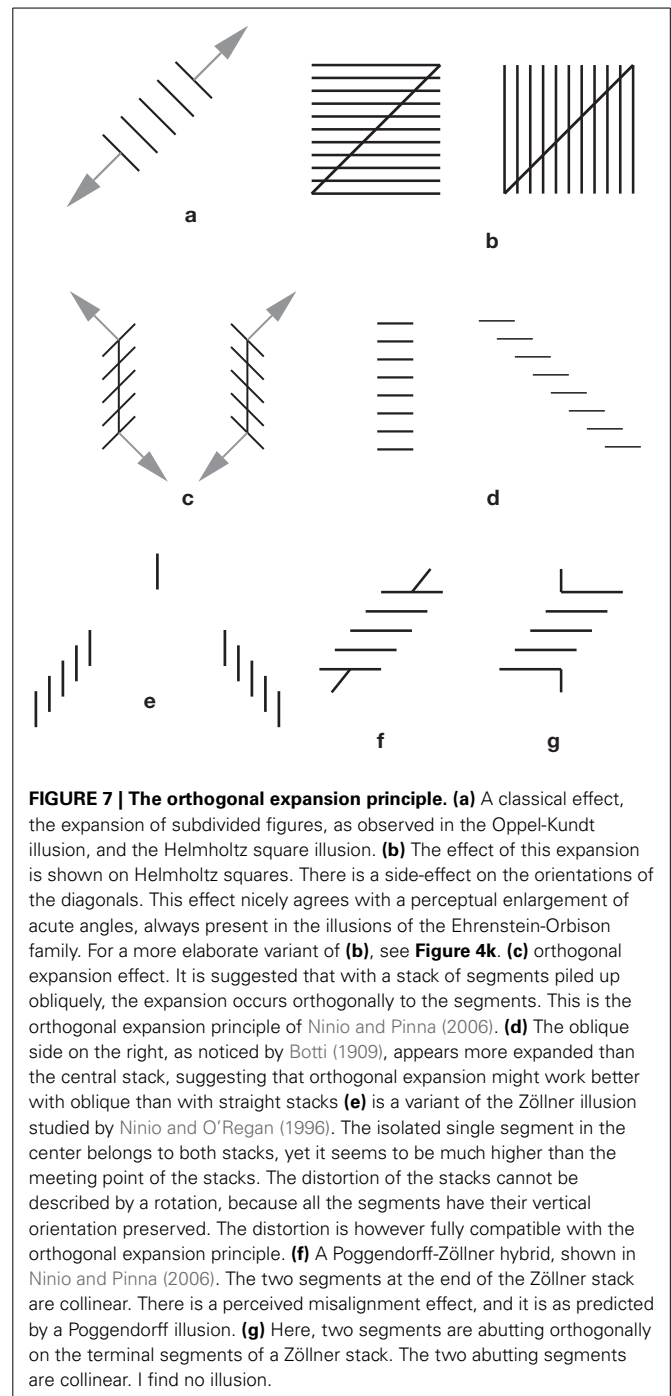 a
b
c
d
e
f
g
FIGURE 7 | The orthogonal expansion principle. (a) A classical effect,
the expansion of subdivided figures, as observed in the Oppel-Kundt
illusion, and the Helmholtz square illusion. (b) The effect of this expansion
is shown on Helmholtz squares. There is a side-effect on the orientations of
the diagonals. This effect nicely agrees with a perceptual enlargement of
acute angles, always present in the illusions of the Ehrenstein-Orbison
family. For a more elaborate variant of (b), see Figure 4k. (c) orthogonal
expansion effect. It is suggested that with a stack of segments piled up
obliquely, the expansion occurs orthogonally to the segments. This is the
orthogonal expansion principle of Ninio and Pinna (2006). (d) The oblique
side on the right, as noticed by Botti (1909), appears more expanded than
the central stack, suggesting that orthogonal expansion might work better
with oblique than with straight stacks (e) is a variant of the Zöllner illusion
studied by Ninio and O'Regan (1996). The isolated single segment in the
center belongs to both stacks, yet it seems to be much higher than the
meeting point of the stacks. The distortion of the stacks cannot be
described by a rotation, because all the segments have their vertical
orientation preserved. The distortion is however fully compatible with the
orthogonal expansion principle. (f) A Poggendorff-Zöllner hybrid, shown in
Ninio and Pinna (2006). The two segments at the end of the Zöllner stack
are collinear. There is a perceived misalignment effect, and it is as predicted
by a Poggendorff illusion. (g) Here, two segments are abutting orthogonally
on the terminal segments of a Zöllner stack. The two abutting segments
are collinear. I find no illusion.